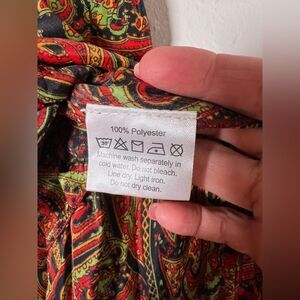 100% Polyester
30°
Machine wash separately in
cold water. Do not bleach.
Line dry. Light iron.
Do not dry clean.